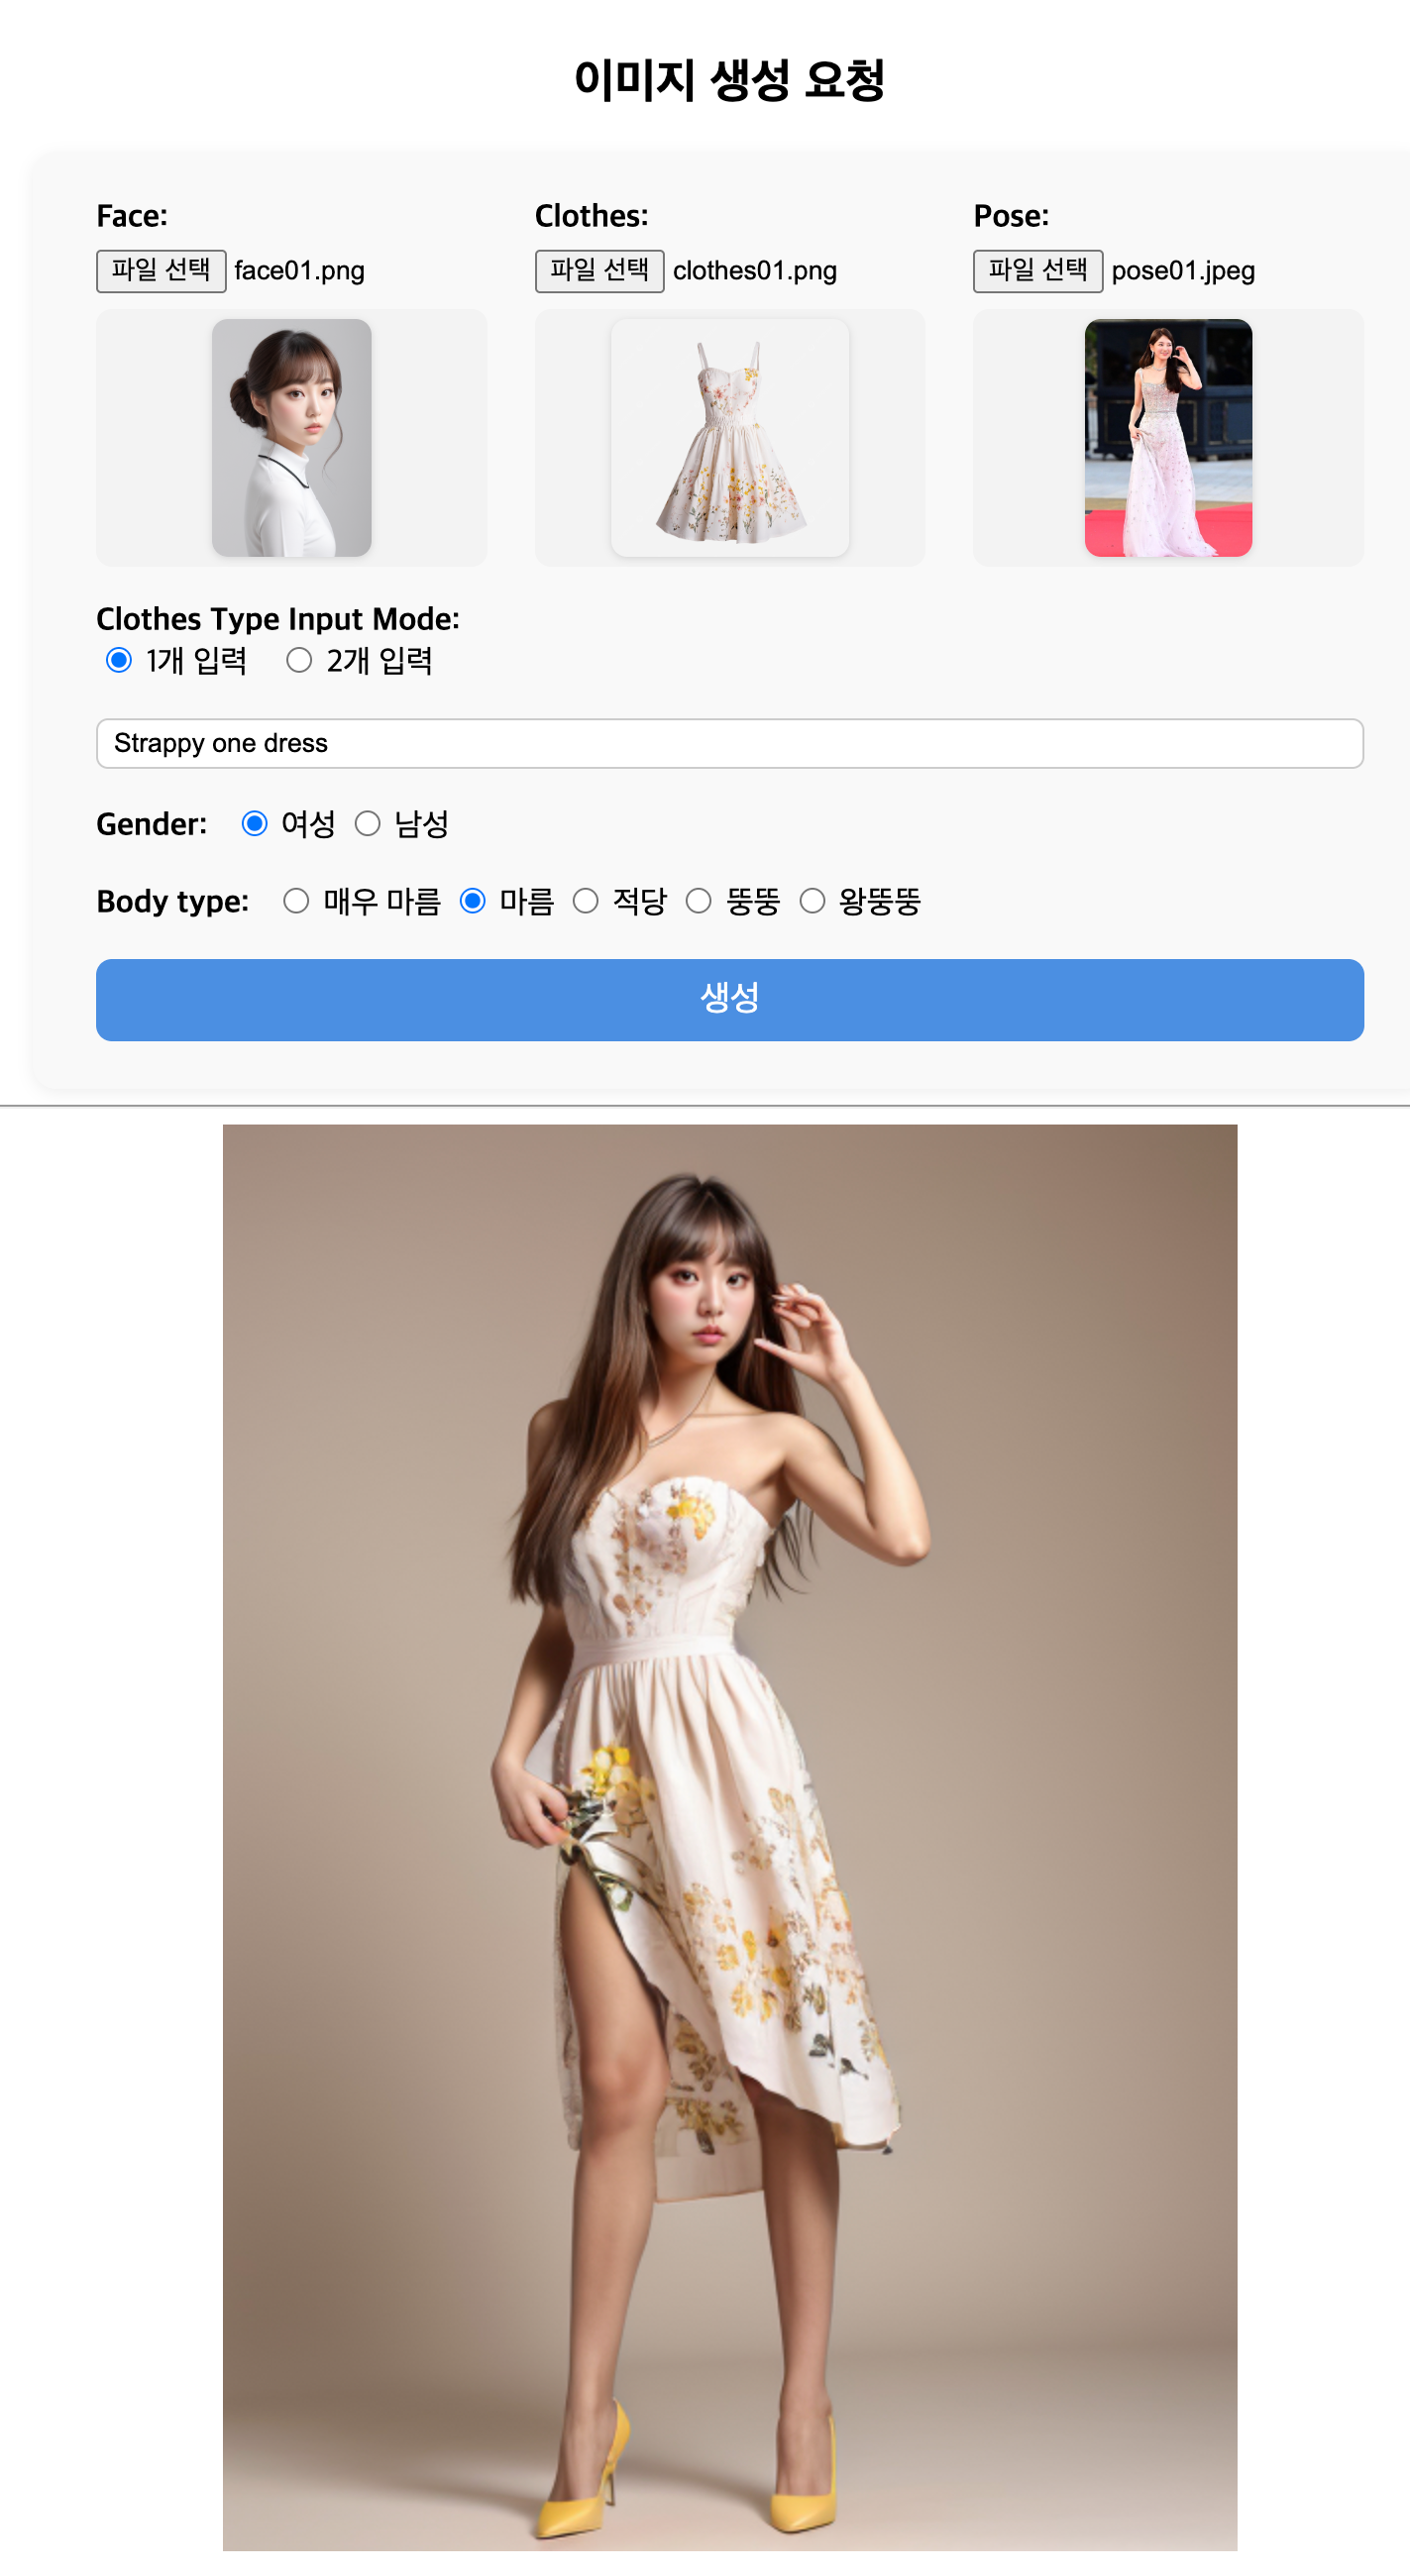 이미지 생성 요청
Face: Clothes: Pose:
파일 선택 face01.png 파일 선택 clothes01.png 파일 선택 pose01.jpeg
Clothes Type Input Mode:
1개 입력 2개 입력
Strappy one dress
Gender: 여성 남성
Body type: 매우 마름 마름 적당 뚱뚱 왕뚱뚱
생성